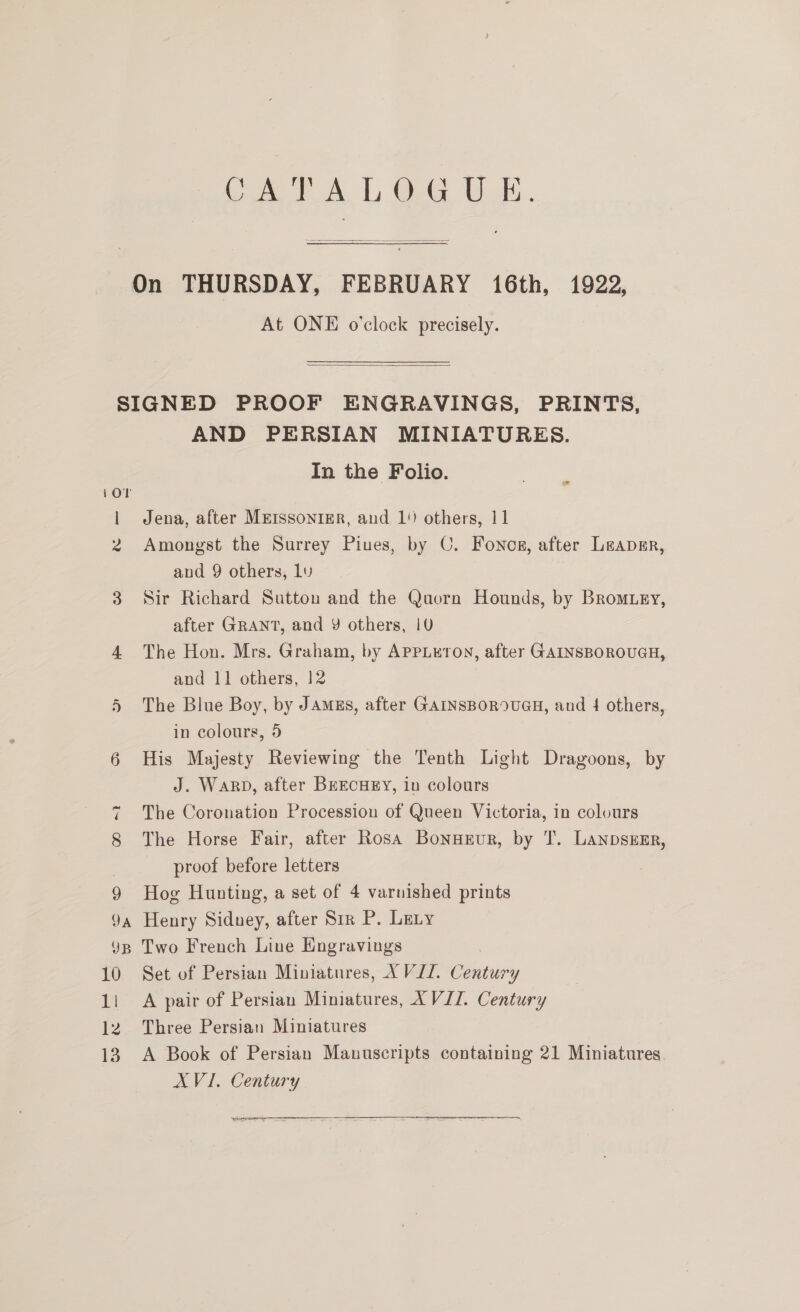 CATALOGUE.
On THURSDAY, FEBRUARY 16th, 1922,
At ONE o'clock precisely.
SIGNED PROOF ENGRAVINGS, PRINTS,
AND PERSIAN MINIATURES.
In the Folio.
LOT
1 Jena, after MEISSONIER, and 10 others, 11
2 Amongst the Surrey Pines, by C. FONCE, after LEADER,
and 9 others, 10
3 Sir Richard Sutton and the Quorn Hounds, by BROMLEY,
after GRANT, and 9 others, 10
4 The Hon. Mrs. Graham, by APPLETON, after GAINSBOROUGH,
and 11 others, 12
5 The Blue Boy, by JAMES, after GAINSBOROUGH, and 4 others,
in colours, 5
6 His Majesty Reviewing the Tenth Light Dragoons, by
J. WARD, after BEECHEY, in colours
7 The Coronation Procession of Queen Victoria, in colours
8 The Horse Fair, after ROSA BONHEUR, by T. LANDSEER,
proof before letters
9 Hog Hunting, a set of 4 varnished prints
9A Henry Sidney, after SIR P. LELY
9B Two French Line Engravings
10 Set of Persian Miniatures, XVII. Century
11 A pair of Persian Miniatures, XVII. Century
12 Three Persian Miniatures
13 A Book of Persian Manuscripts containing 21 Miniatures
XVI. Century